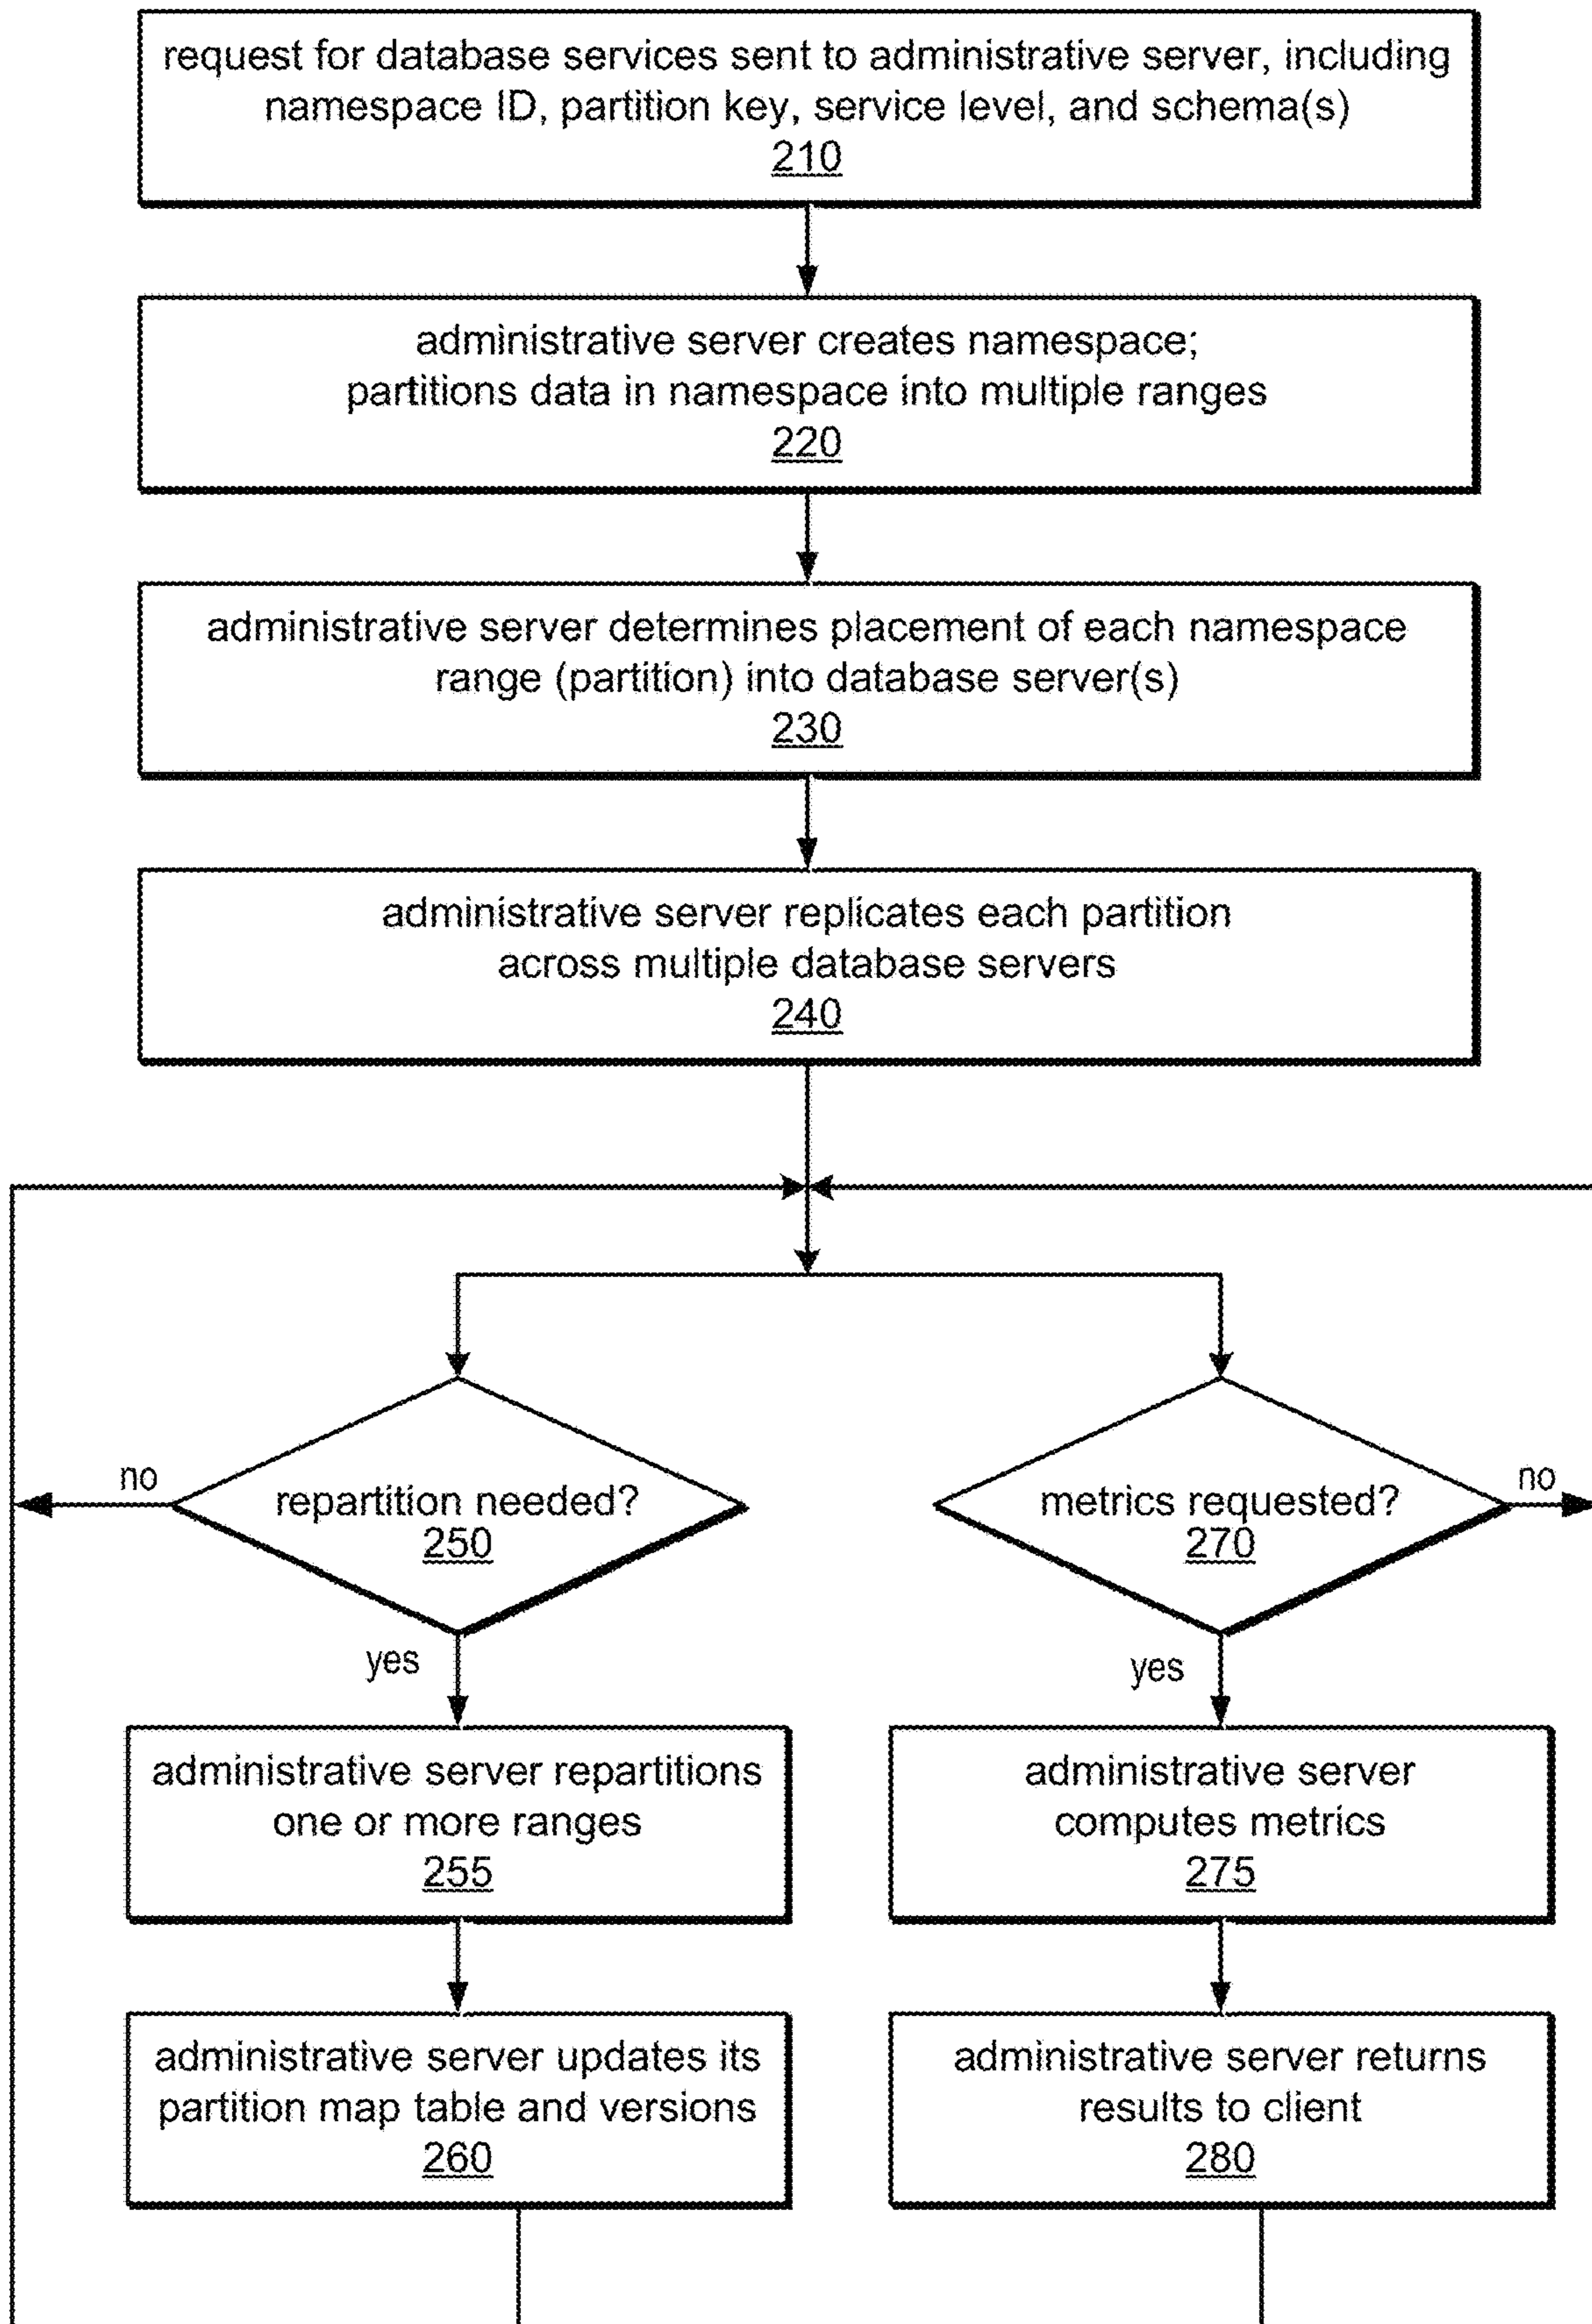 request for database services sent to administrative server, including
namespace ID, partition key, service level, and schema(s)
210
administrative server creates namespace;
partitions data in namespace into multiple ranges
220
administrative server determines placement of each namespace
range (partition) into database server(s)
230
administrative server replicates each partition
across multiple database servers
240
no
repartition needed?
250
yes
administrative server repartitions
one or more ranges
255
administrative server updates its
partition map table and versions
260
metrics requested?
270
no
yes
administrative server
computes metrics
275
administrative server returns
results to client
280